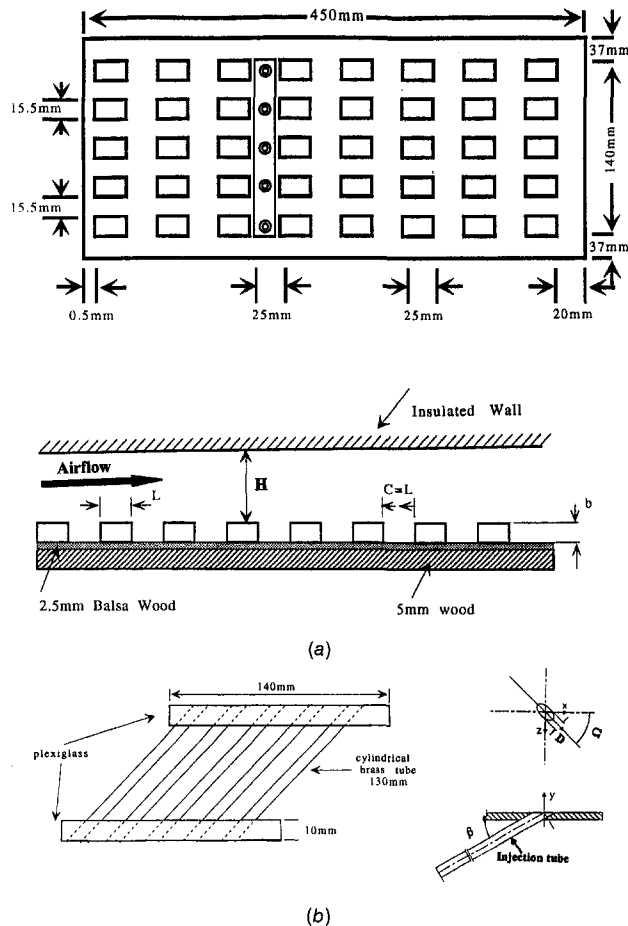 450mm
37mm
15.5mm
140mm
15.5mm
37mm
0.5mm
25mm
25mm
20mm
Insulated Wall
Airflow
H
L
C=L
b
2.5mm Balsa Wood
5mm wood
(a)
140mm
plexiglass
cylindrical
brass tube
130mm
10mm
x
z
D
Ω
y
β
Injection tube
(b)